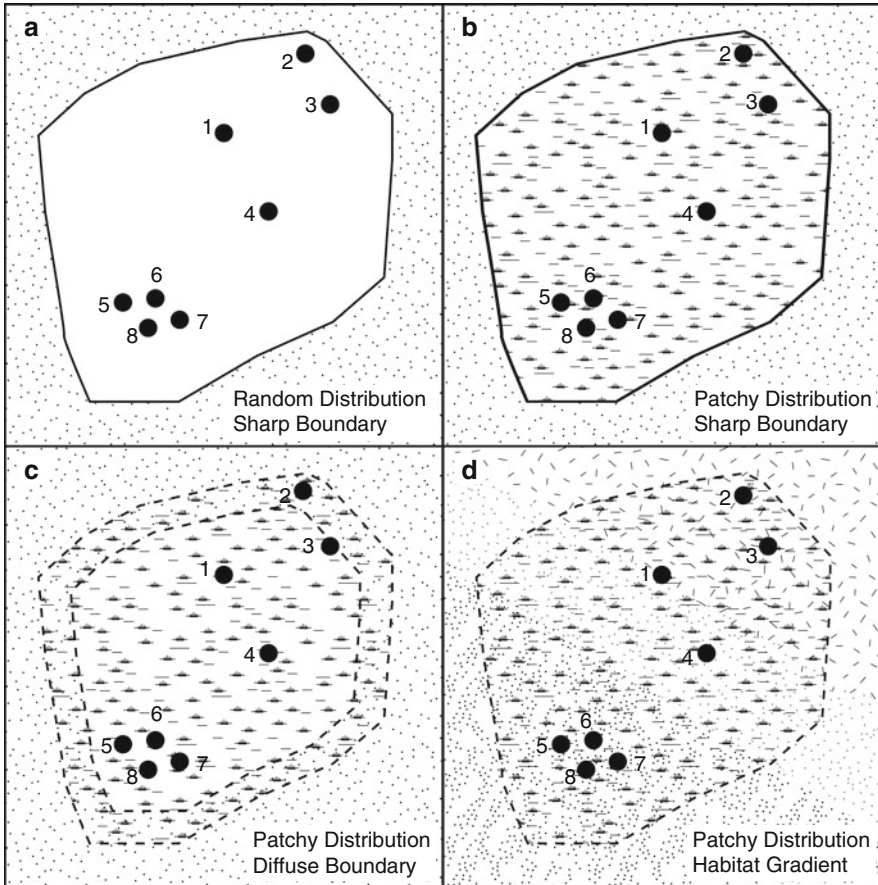 a
2
3
1
4
6
5
7
8
Random Distribution
Sharp Boundary
b
2
3
1
4
6
5
7
8
Patchy Distribution
Sharp Boundary
c
2
3
1
4
6
5
7
8
Patchy Distribution
Diffuse Boundary
d
2
3
1
4
6
5
7
8
Patchy Distribution
Habitat Gradient